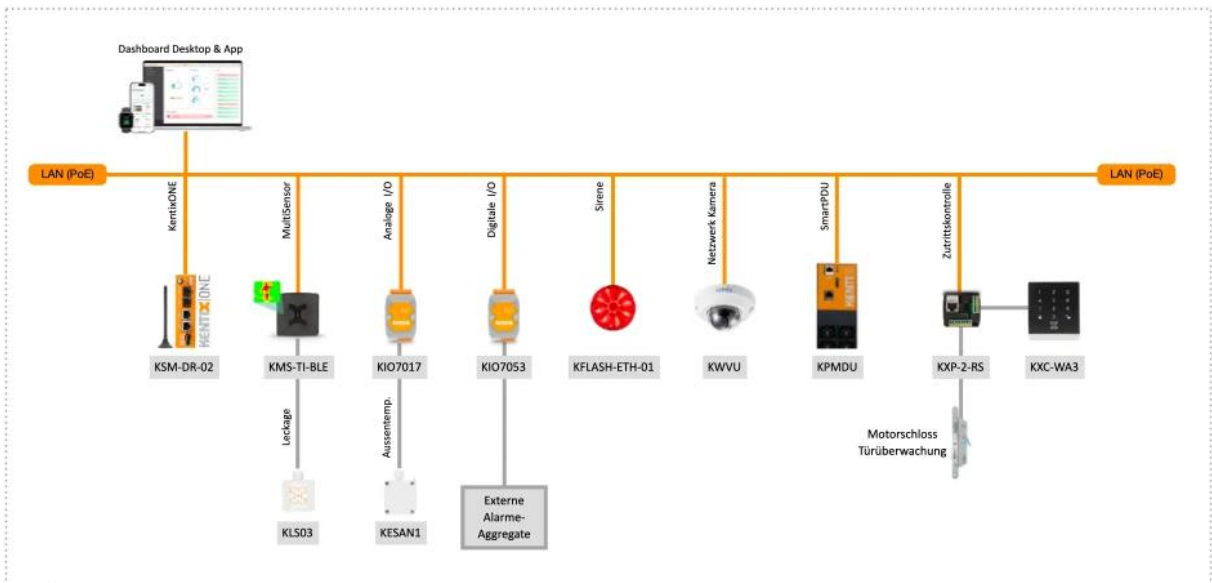 Dashboard Desktop & App
LAN (PoE)
LAN (PoE)
KentixONE
MultiSensor
Analoge I/O
Digitale I/O
Sirene
Netzwerk Kamera
SmartPDU
Zutrittskontrolle
KENTIXONE
KENTI
KSM-DR-02
KMS-TI-BLE
KIO7017
KIO7053
KFLASH-ETH-01
KWVU
KPMDU
KXP-2-RS
KXC-WA3
Leckage
Aussentemp.
Motorschloss
Türüberwachung
Externe
Alarme-
Aggregate
KLS03
KESAN1